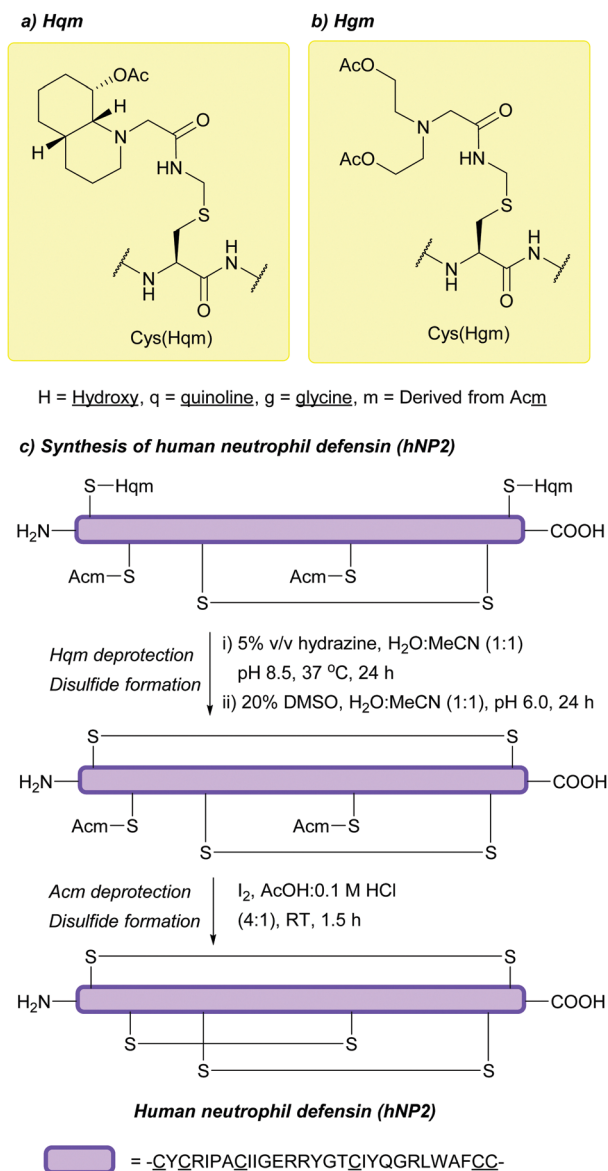 a) Hqm
b) Hgm
OAc
H
H
N
O
HN
S
N
H
O
H
N
Cys(Hqm)
AcO
AcO
N
O
HN
S
N
H
O
H
N
Cys(Hgm)
H = Hydroxy, q = quinoline, g = glycine, m = Derived from Acm
c) Synthesis of human neutrophil defensin (hNP2)
S–Hqm
S–Hqm
H₂N
COOH
Acm–S
Acm–S
S
S
Hqm deprotection
Disulfide formation
i) 5% v/v hydrazine, H₂O:MeCN (1:1)
pH 8.5, 37 °C, 24 h
ii) 20% DMSO, H₂O:MeCN (1:1), pH 6.0, 24 h
S
S
H₂N
COOH
Acm–S
Acm–S
S
S
Acm deprotection
Disulfide formation
I₂, AcOH:0.1 M HCl
(4:1), RT, 1.5 h
S
S
H₂N
COOH
S
S
S
S
Human neutrophil defensin (hNP2)
= -CYCRIPACIIGERRYGTCIYQGRLWAFCC-